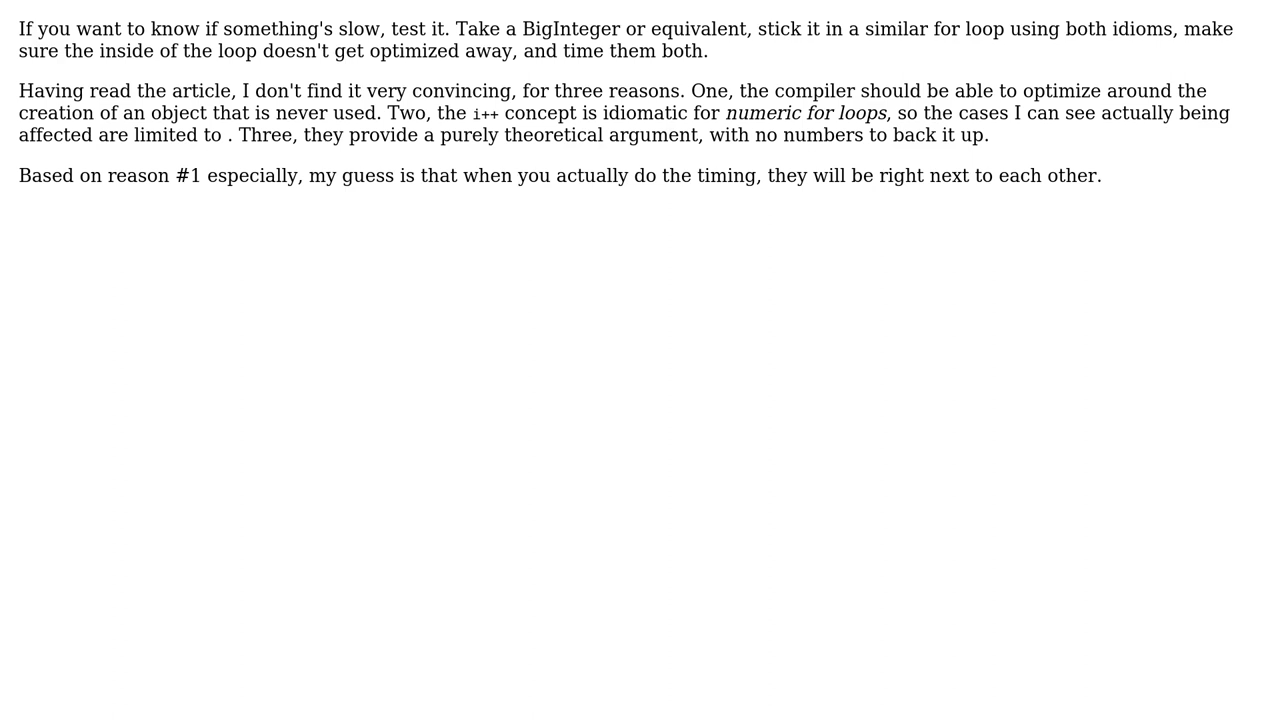 If you want to know if something's slow, test it. Take a BigInteger or equivalent, stick it in a similar for loop using both idioms, make
sure the inside of the loop doesn't get optimized away, and time them both.
Having read the article, I don't find it very convincing, for three reasons. One, the compiler should be able to optimize around the
creation of an object that is never used. Two, the i++ concept is idiomatic for numeric for loops, so the cases I can see actually being
affected are limited to . Three, they provide a purely theoretical argument, with no numbers to back it up.
Based on reason #1 especially, my guess is that when you actually do the timing, they will be right next to each other.